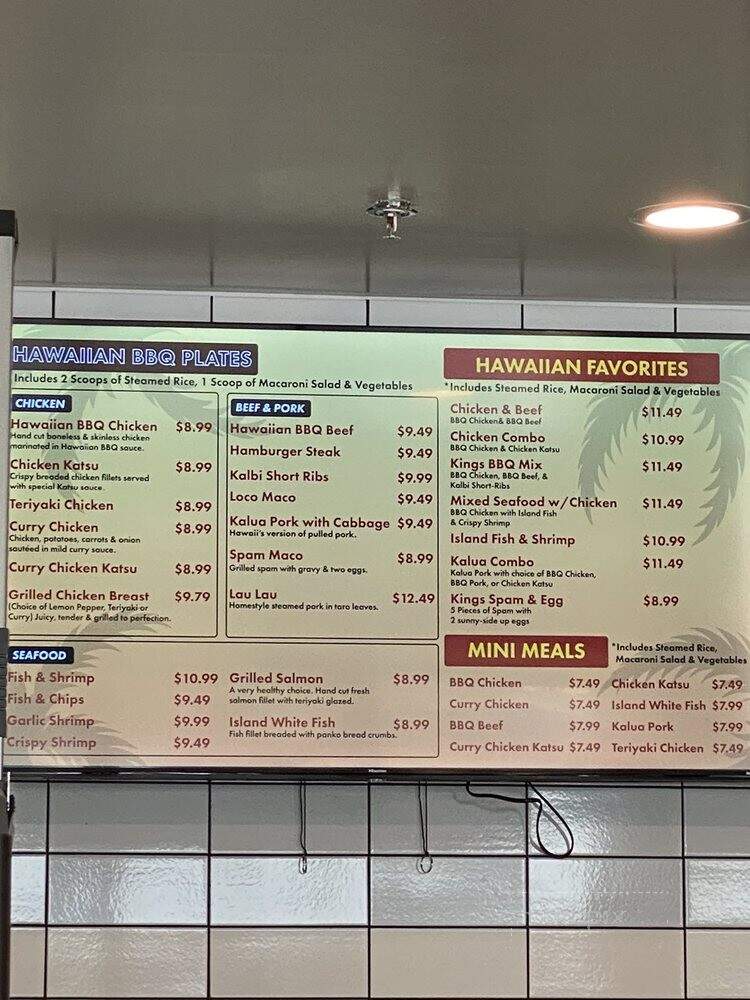 HAWAIIAN BBQ PLATES
Includes 2 Scoops of Steamed Rice, 1 Scoop of Macaroni Salad & Vegetables
CHICKEN
Hawaiian BBQ Chicken $8.99
Hand cut boneless & skinless chicken
marinated in Hawaiian BBQ sauce.
Chicken Katsu $8.99
Crispy breaded chicken fillets served
with special Katsu sauce.
Teriyaki Chicken $8.99
Curry Chicken $8.99
Chicken, potatoes, carrots & onion
sautéed in mild curry sauce.
Curry Chicken Katsu $8.99
Grilled Chicken Breast $9.79
(Choice of Lemon Pepper, Teriyaki or
Curry) Juicy, tender & grilled to perfection.
BEEF & PORK
Hawaiian BBQ Beef $9.49
Hamburger Steak $9.49
Kalbi Short Ribs $9.99
Loco Maco $9.49
Kalua Pork with Cabbage $9.49
Hawaii's version of pulled pork.
Spam Maco $8.99
Grilled spam with gravy & two eggs.
Lau Lau $12.49
Homestyle steamed pork in taro leaves.
SEAFOOD
Fish & Shrimp $10.99
Fish & Chips $9.49
Garlic Shrimp $9.99
Crispy Shrimp $9.49
Grilled Salmon $8.99
A very healthy choice. Hand cut fresh
salmon fillet with teriyaki glazed.
Island White Fish $8.99
Fish fillet breaded with panko bread crumbs.
HAWAIIAN FAVORITES
*Includes Steamed Rice, Macaroni Salad & Vegetables
Chicken & Beef $11.49
BBQ Chicken& BBQ Beef
Chicken Combo $10.99
BBQ Chicken & Chicken Katsu
Kings BBQ Mix $11.49
BBQ Chicken, BBQ Beef, &
Kalbi Short-Ribs
Mixed Seafood w/Chicken $11.49
BBQ Chicken with Island Fish
& Crispy Shrimp
Island Fish & Shrimp $10.99
Kalua Combo $11.49
Kalua Pork with choice of BBQ Chicken,
BBQ Pork, or Chicken Katsu
Kings Spam & Egg $8.99
5 Pieces of Spam with
2 sunny-side up eggs
MINI MEALS
*Includes Steamed Rice,
Macaroni Salad & Vegetables
BBQ Chicken $7.49
Curry Chicken $7.49
BBQ Beef $7.99
Curry Chicken Katsu $7.49
Chicken Katsu $7.49
Island White Fish $7.99
Kalua Pork $7.99
Teriyaki Chicken $7.49
Hisense